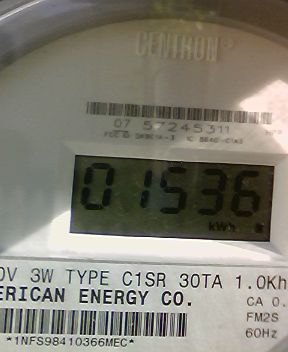 CENTRON
07 57245311
01536
kWh
0V 3W TYPE C1SR 30TA 1.0Kh
ERICAN ENERGY CO.
CA 0.
FM2S
60Hz
*1NFS98410366MEC*